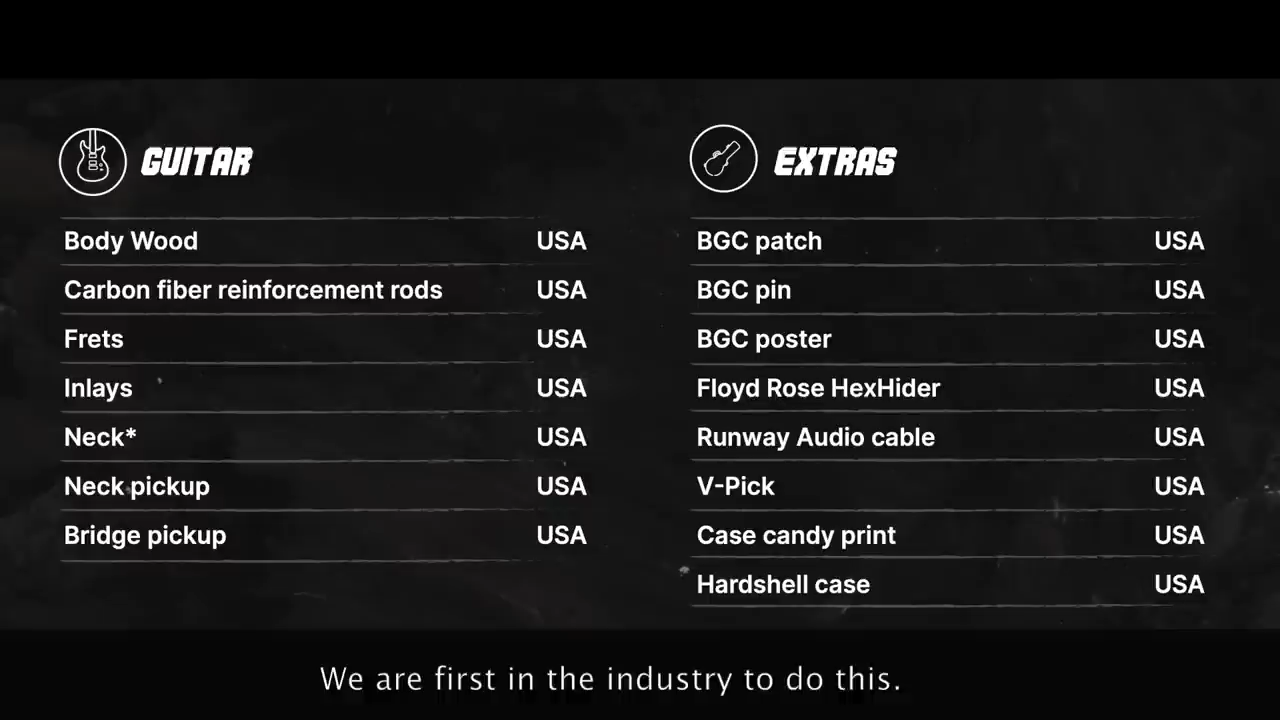 GUITAR
Body Wood USA
Carbon fiber reinforcement rods USA
Frets USA
Inlays USA
Neck* USA
Neck pickup USA
Bridge pickup USA
EXTRAS
BGC patch USA
BGC pin USA
BGC poster USA
Floyd Rose HexHider USA
Runway Audio cable USA
V-Pick USA
Case candy print USA
Hardshell case USA
We are first in the industry to do this.